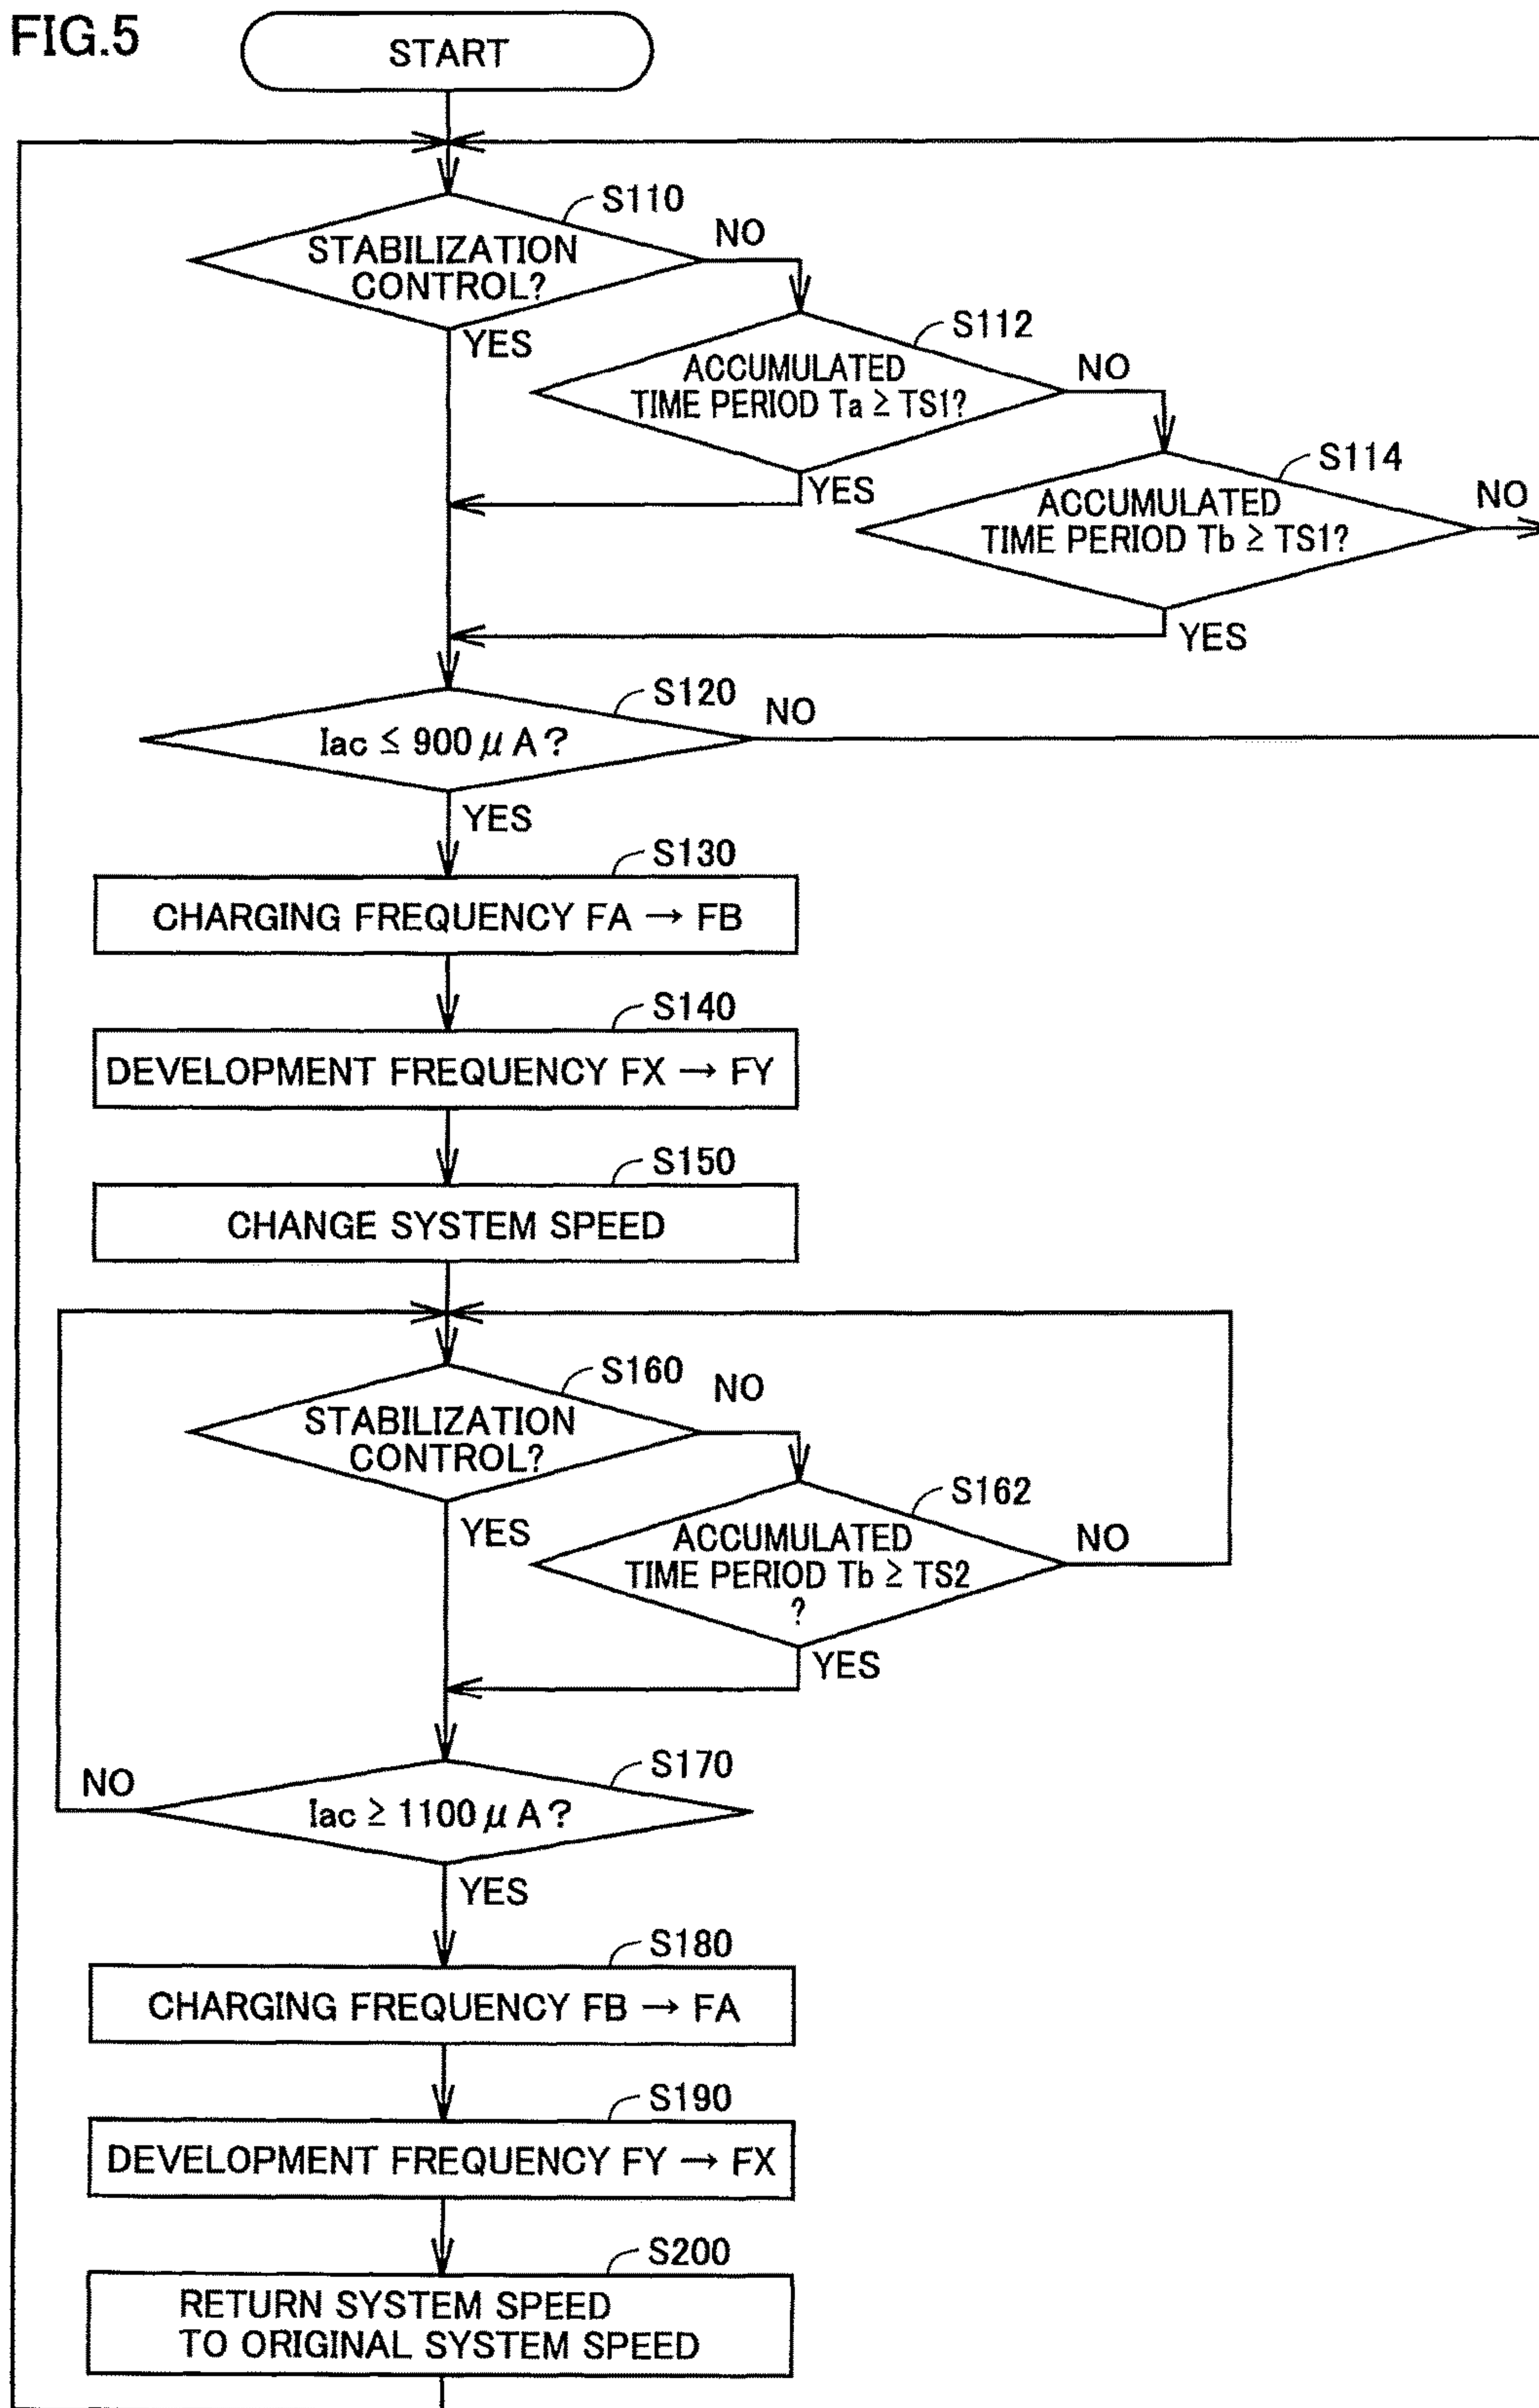 FIG.5
START
S110
STABILIZATION
CONTROL?
NO
YES
S112
ACCUMULATED
TIME PERIOD Ta ≥ TS1?
NO
YES
S114
ACCUMULATED
TIME PERIOD Tb ≥ TS1?
NO
YES
S120
Iac ≤ 900 μ A?
NO
YES
S130
CHARGING FREQUENCY FA → FB
S140
DEVELOPMENT FREQUENCY FX → FY
S150
CHANGE SYSTEM SPEED
S160
STABILIZATION
CONTROL?
NO
YES
S162
ACCUMULATED
TIME PERIOD Tb ≥ TS2
?
NO
YES
S170
Iac ≥ 1100 μ A?
NO
YES
S180
CHARGING FREQUENCY FB → FA
S190
DEVELOPMENT FREQUENCY FY → FX
S200
RETURN SYSTEM SPEED
TO ORIGINAL SYSTEM SPEED